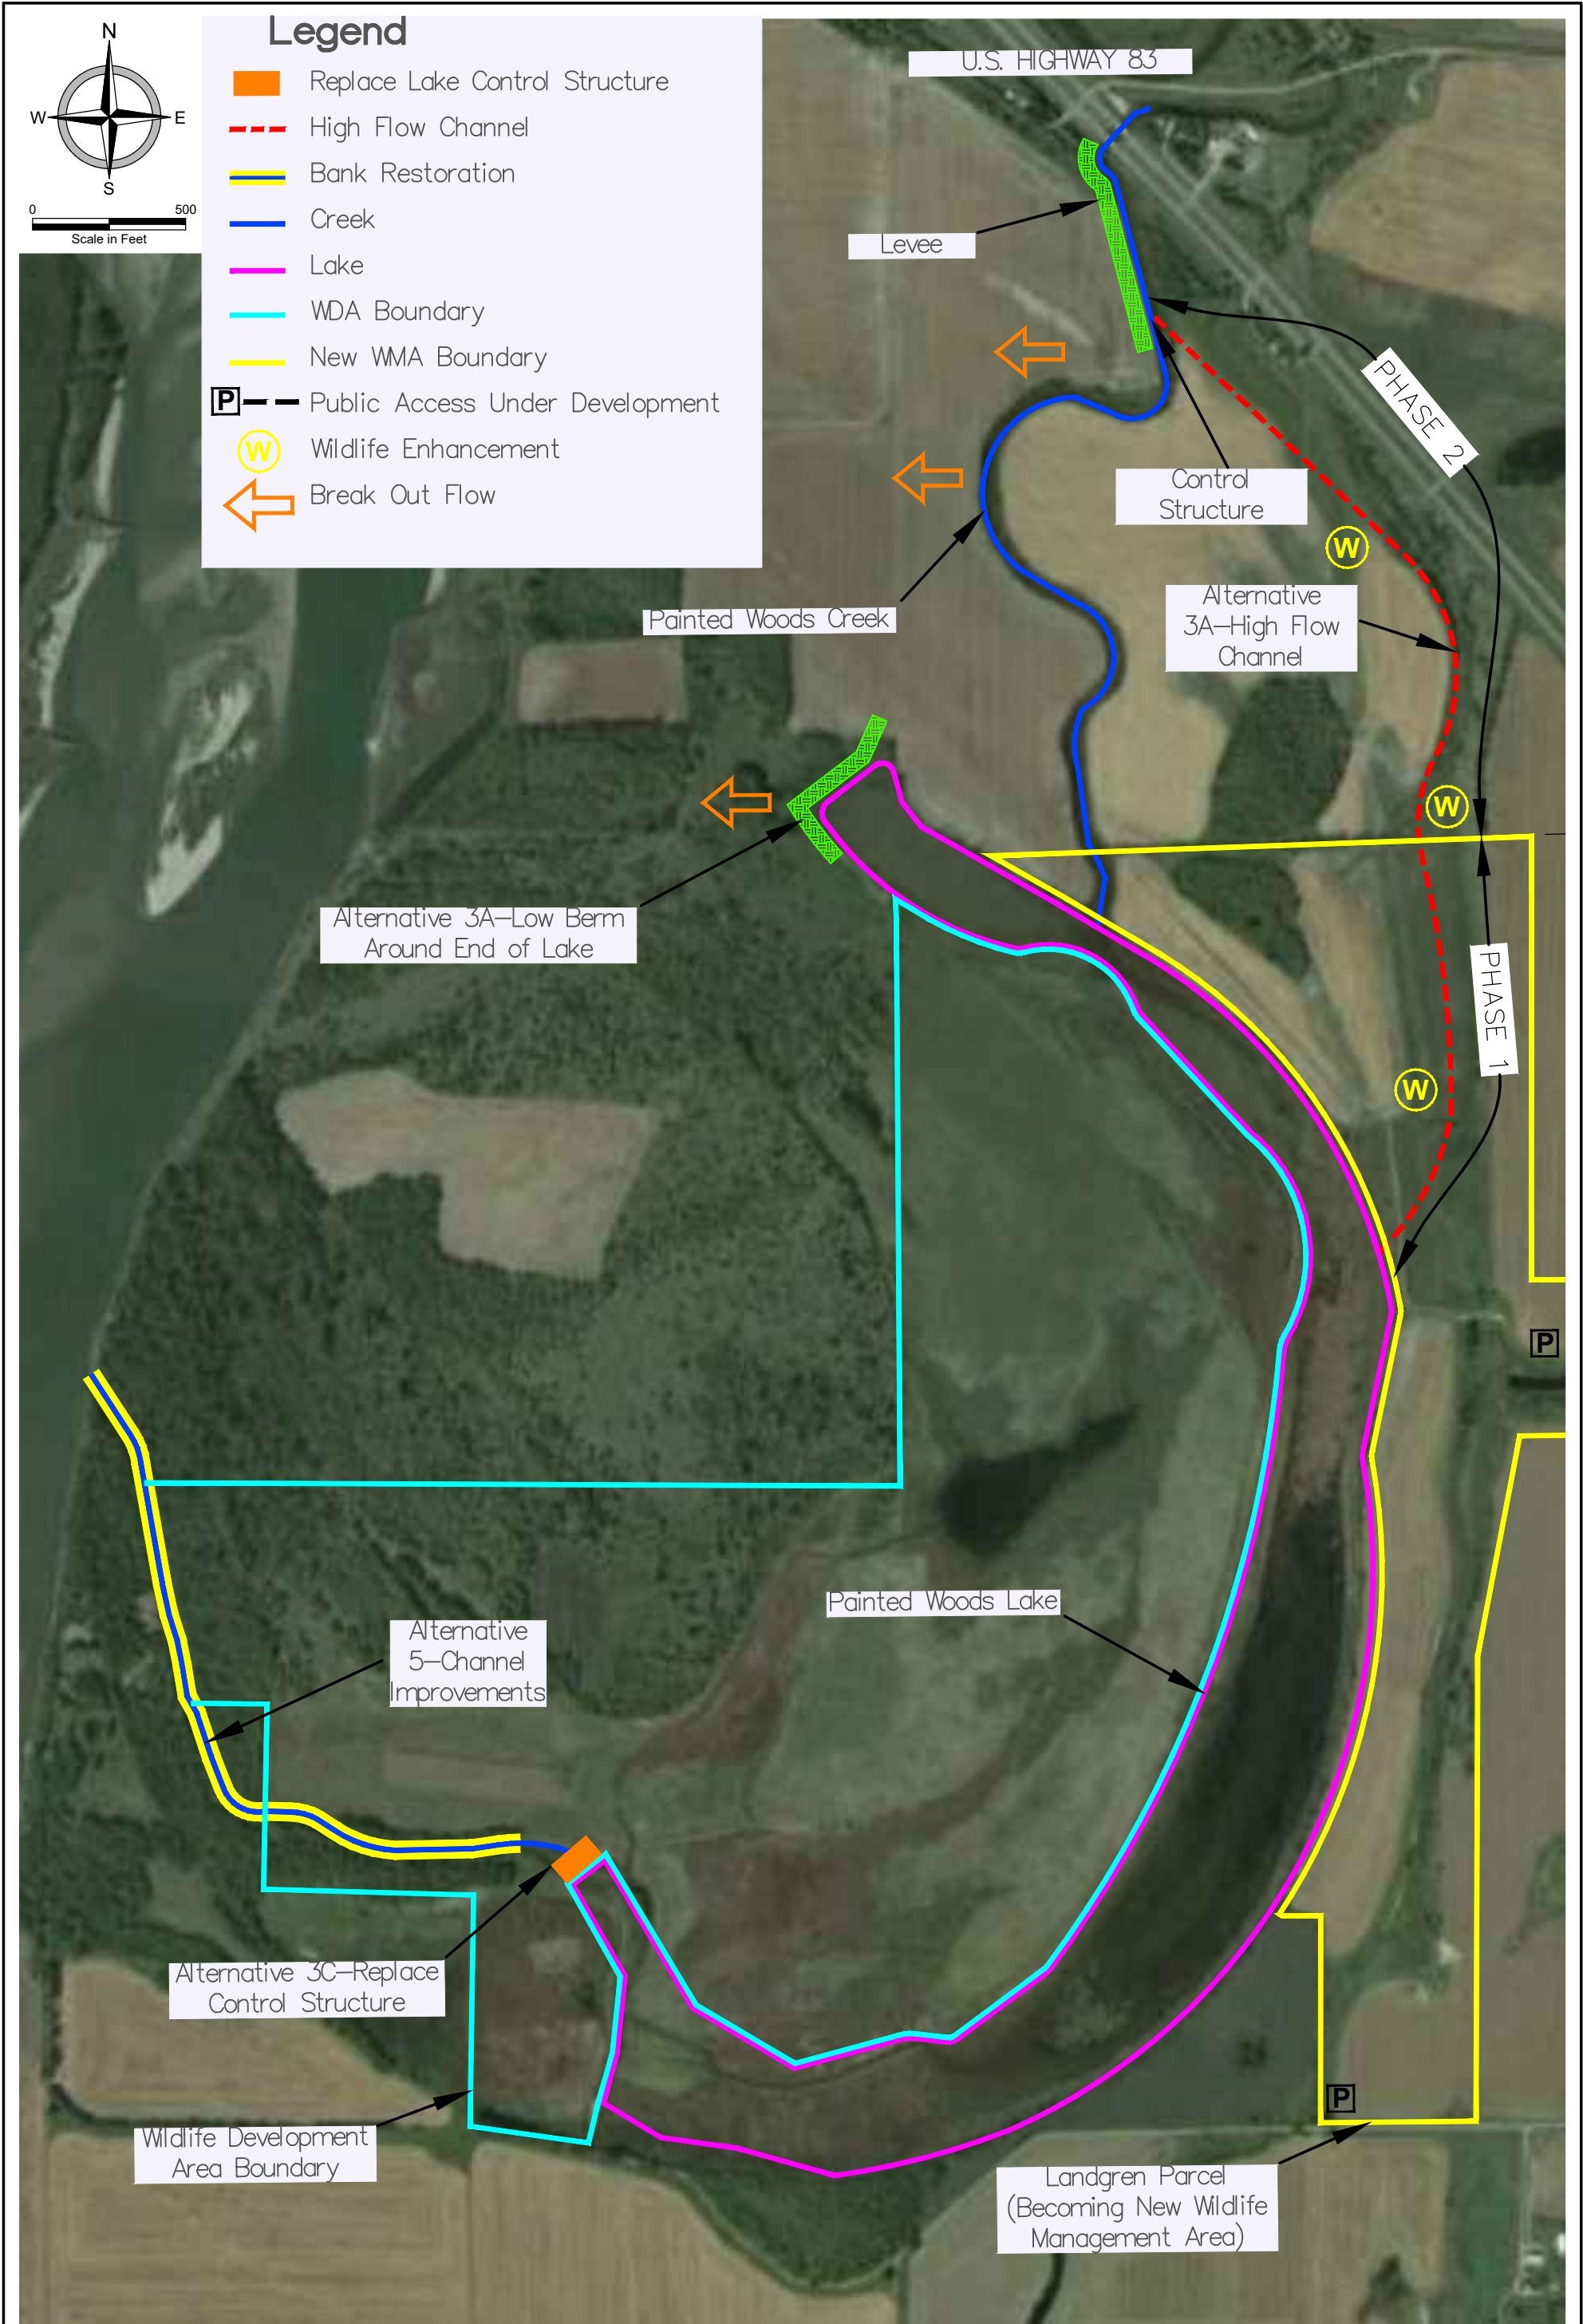 N
W
E
S
0
500
Scale in Feet
Legend
Replace Lake Control Structure
High Flow Channel
Bank Restoration
Creek
Lake
WDA Boundary
New WMA Boundary
P
Public Access Under Development
W
Wildlife Enhancement
Break Out Flow
U.S. HIGHWAY 83
Levee
PHASE 2
Control
Structure
W
Painted Woods Creek
Alternative
3A-High Flow
Channel
W
Alternative 3A-Low Berm
Around End of Lake
PHASE 1
W
P
Painted Woods Lake
Alternative
5-Channel
Improvements
Alternative 3C-Replace
Control Structure
P
Wildlife Development
Area Boundary
Landgren Parcel
(Becoming New Wildlife
Management Area)